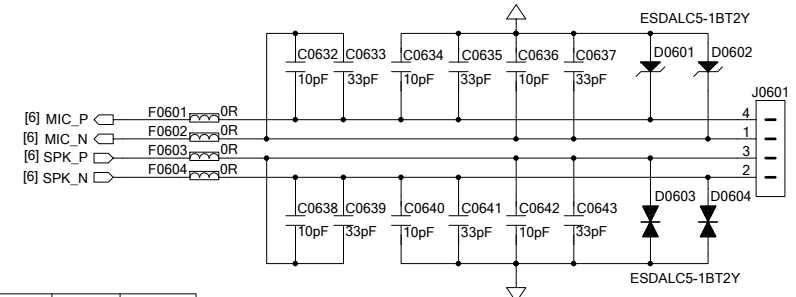 ESDALC5-1BT2Y
C0632 C0633 C0634 C0635 C0636 C0637 D0601 D0602
10pF 33pF 10pF 33pF 10pF 33pF
J0601
[6] MIC_P F0601 0R 4
[6] MIC_N F0602 0R 1
[6] SPK_P F0603 0R 3
[6] SPK_N F0604 0R 2
C0638 C0639 C0640 C0641 C0642 C0643 D0603 D0604
10pF 33pF 10pF 33pF 10pF 33pF
ESDALC5-1BT2Y